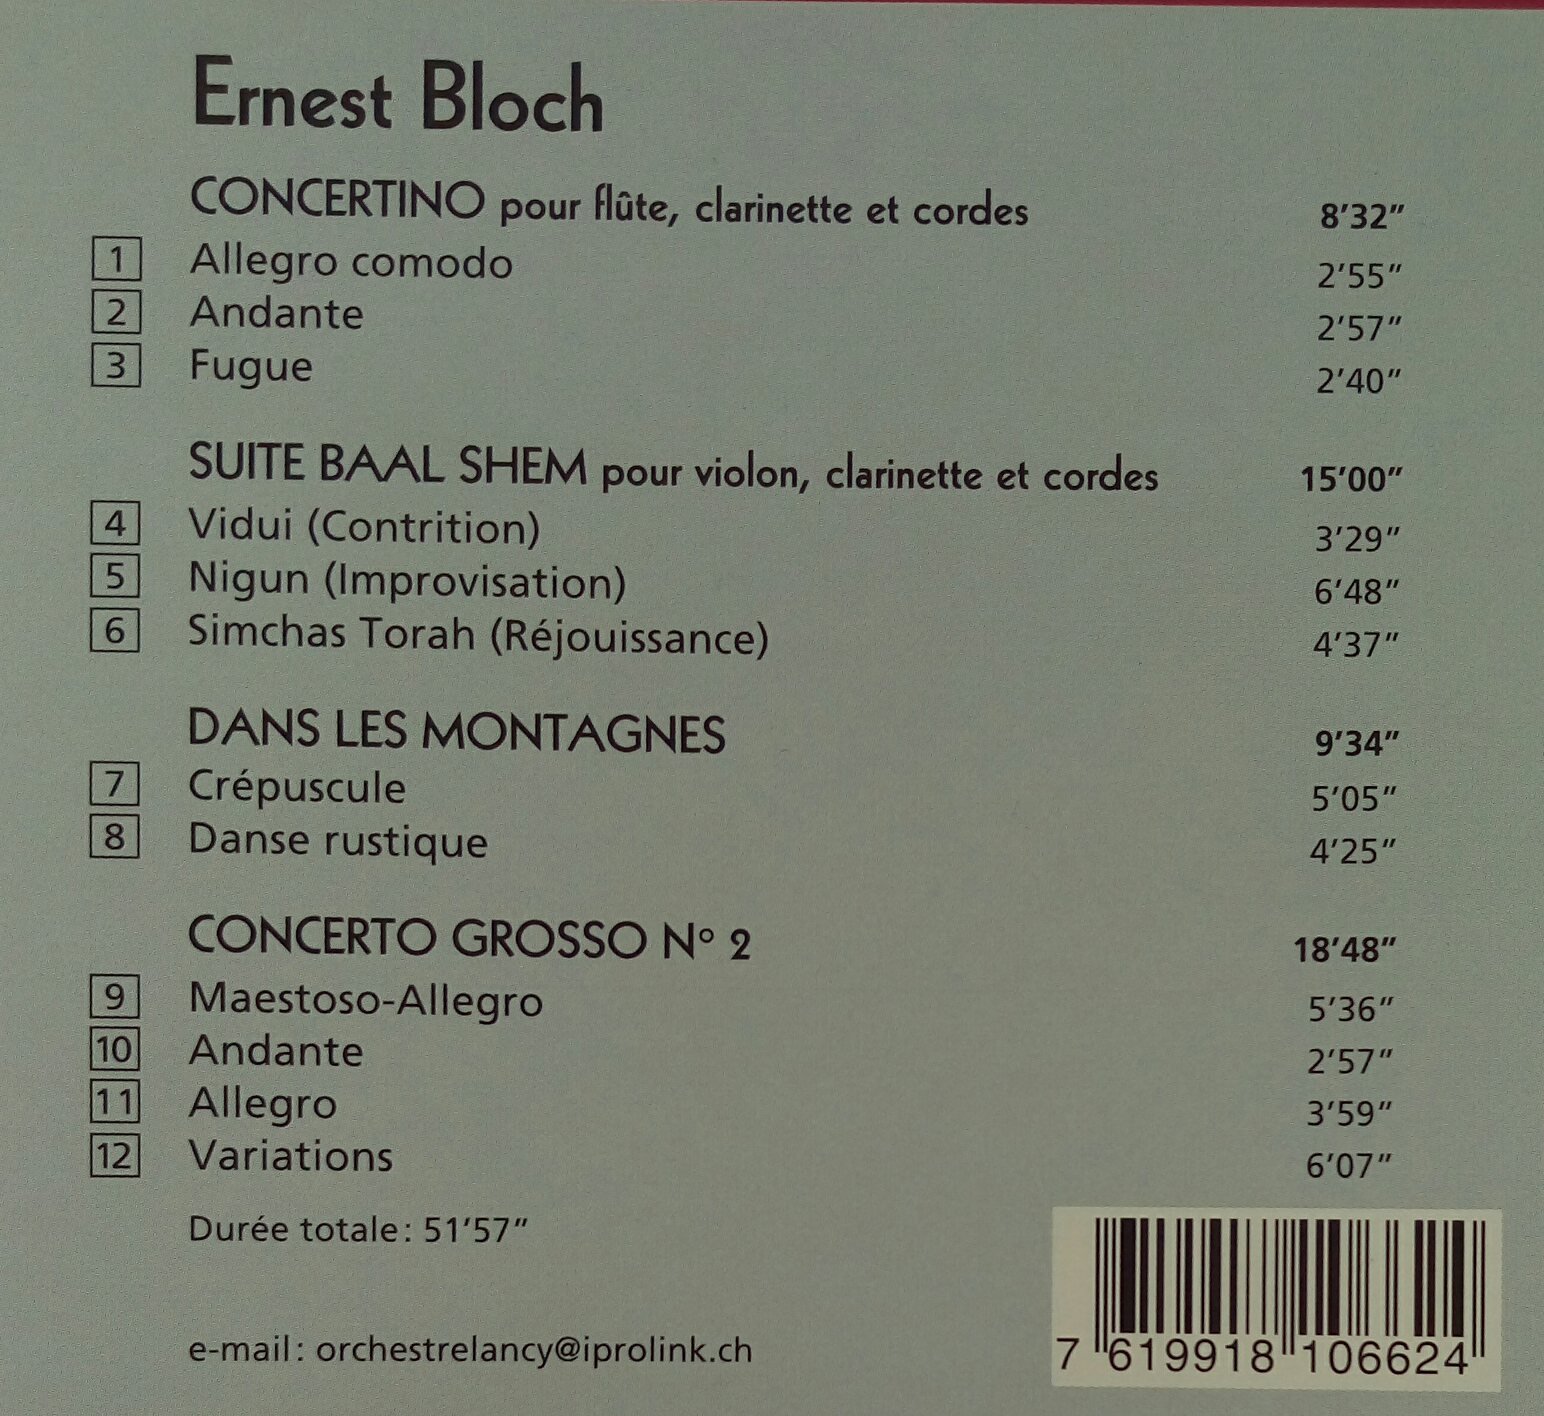 Ernest Bloch
CONCERTINO pour flûte, clarinette et cordes 8’32”
1 Allegro comodo 2’55”
2 Andante 2’57”
3 Fugue 2’40”
SUITE BAAL SHEM pour violon, clarinette et cordes 15’00”
4 Vidui (Contrition) 3’29”
5 Nigun (Improvisation) 6’48”
6 Simchas Torah (Réjouissance) 4’37”
DANS LES MONTAGNES 9’34”
7 Crépuscule 5’05”
8 Danse rustique 4’25”
CONCERTO GROSSO Nº 2 18’48”
9 Maestoso-Allegro 5’36”
10 Andante 2’57”
11 Allegro 3’59”
12 Variations 6’07”
Durée totale: 51’57”
e-mail: orchestrelancy@iprolink.ch
7 619918 106624